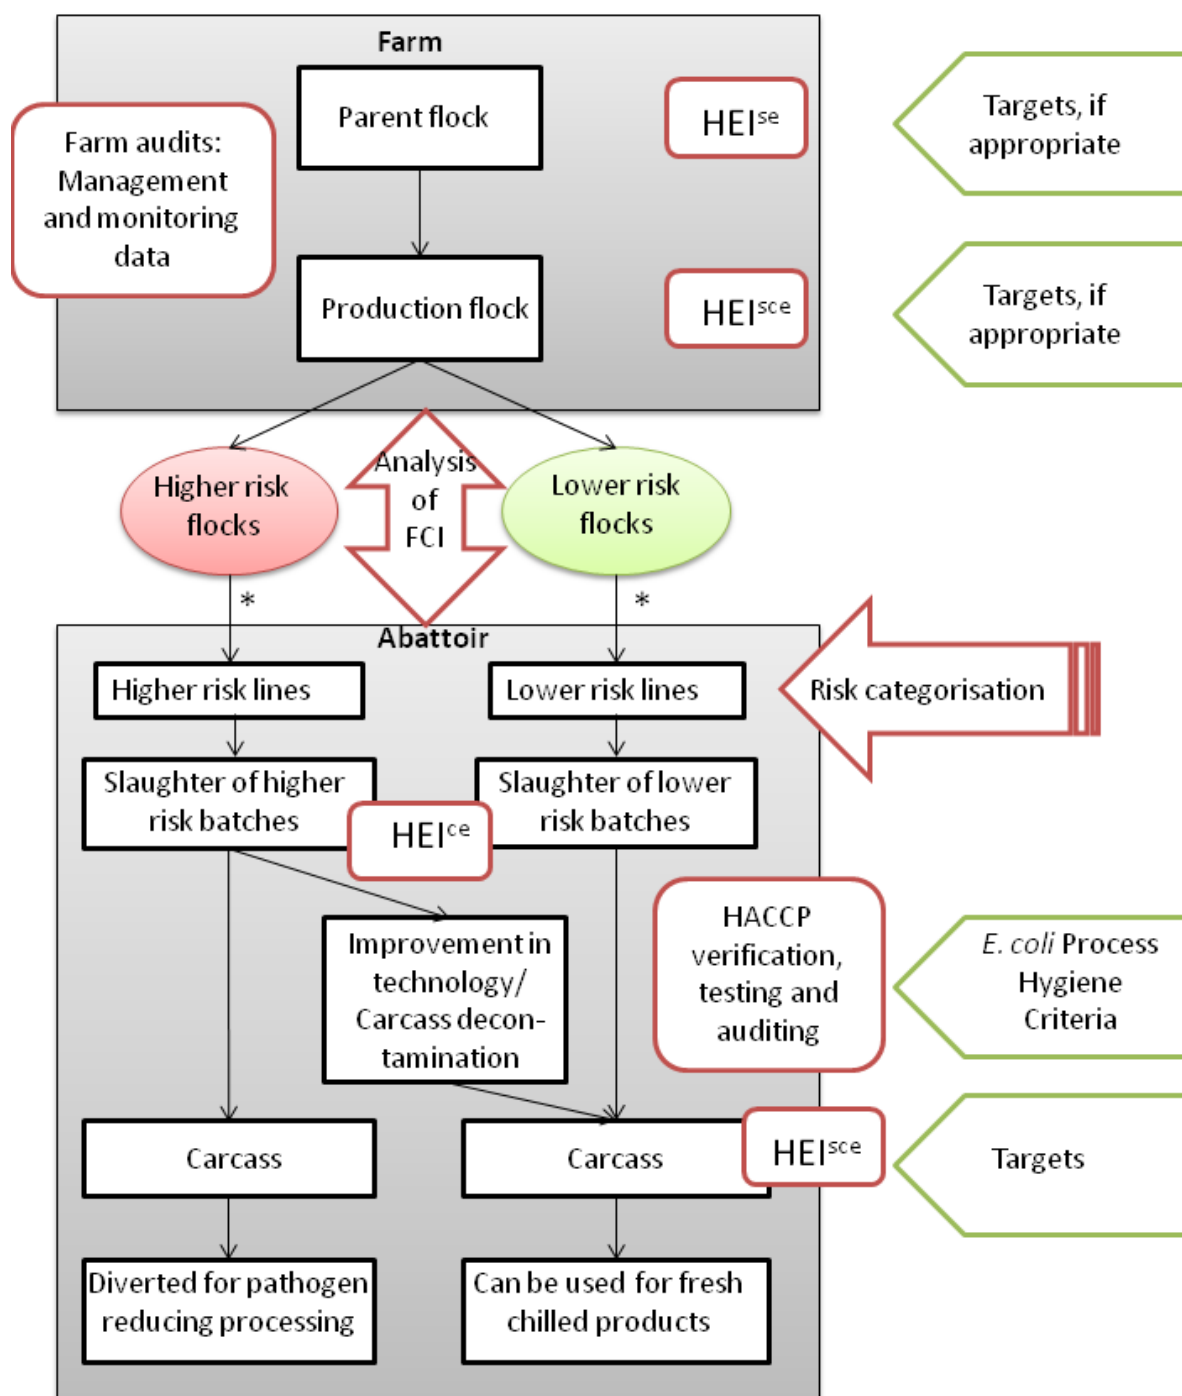 Farm
Parent flock
HEIse
Targets, if
appropriate
Farm audits:
Management
and monitoring
data
Production flock
HEIsce
Targets, if
appropriate
Higher risk
flocks
Analysis
of
FCI
Lower risk
flocks
*
*
Abattoir
Higher risk lines
Lower risk lines
Risk categorisation
Slaughter of higher
risk batches
HEIce
Slaughter of lower
risk batches
Improvement in
technology/
Carcass decon-
tamination
HACCP
verification,
testing and
auditing
E. coli Process
Hygiene
Criteria
Carcass
Carcass
HEIsce
Targets
Diverted for pathogen
reducing processing
Can be used for fresh
chilled products